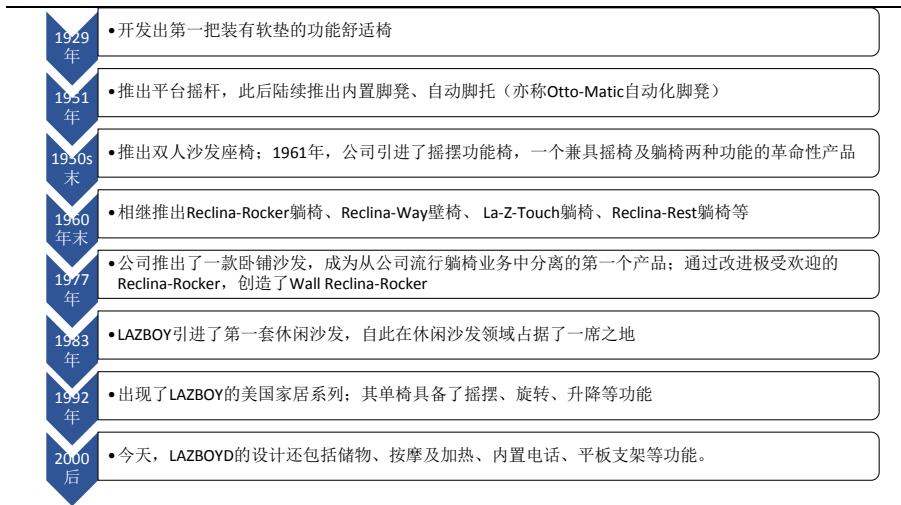 1929
年
•开发出第一把装有软垫的功能舒适椅
1951
年
•推出平台摇杆，此后陆续推出内置脚凳、自动脚托（亦称Otto-Matic自动化脚凳）
1950s
末
•推出双人沙发座椅；1961年，公司引进了摇摆功能椅，一个兼具摇椅及躺椅两种功能的革命性产品
1960
年末
•相继推出Reclina-Rocker躺椅、Reclina-Way壁椅、 La-Z-Touch躺椅、Reclina-Rest躺椅等
1977
年
•公司推出了一款卧铺沙发，成为从公司流行躺椅业务中分离的第一个产品；通过改进极受欢迎的
Reclina-Rocker，创造了Wall Reclina-Rocker
1983
年
•LAZBOY引进了第一套休闲沙发，自此在休闲沙发领域占据了一席之地
1992
年
•出现了LAZBOY的美国家居系列；其单椅具备了摇摆、旋转、升降等功能
2000
后
•今天，LAZBOYD的设计还包括储物、按摩及加热、内置电话、平板支架等功能。